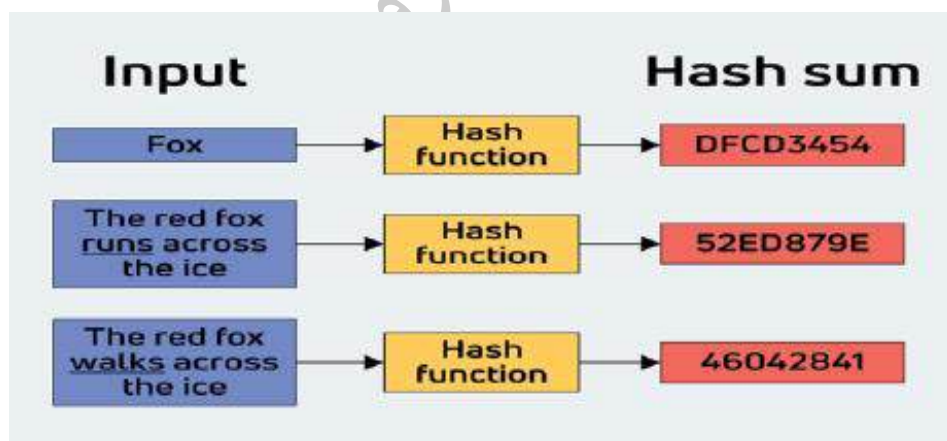 Input
Hash sum
Fox
Hash
function
DFCD3454
The red fox
runs across
the ice
Hash
function
52ED879E
The red fox
walks across
the ice
Hash
function
46042841